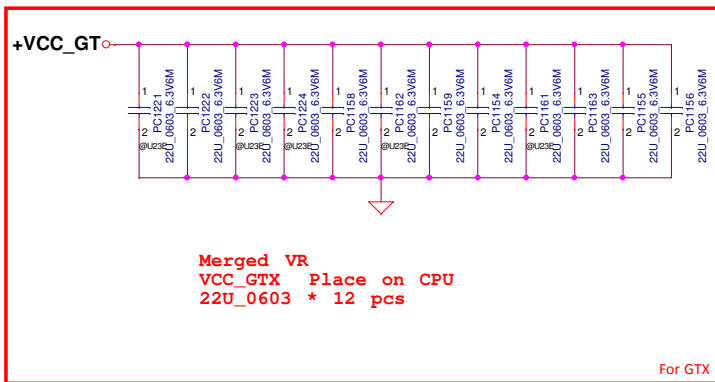 +VCC_GT
1
2
PC1221
22U_0603_6.3V6M
@U23E
1
2
PC1222
22U_0603_6.3V6M
1
2
PC1223
22U_0603_6.3V6M
@U23E
1
2
PC1224
22U_0603_6.3V6M
@U23E
1
2
PC1158
22U_0603_6.3V6M
1
2
PC1162
22U_0603_6.3V6M
1
2
PC1159
22U_0603_6.3V6M
1
2
PC1154
22U_0603_6.3V6M
1
2
PC1161
22U_0603_6.3V6M
@U23E
1
2
PC1163
22U_0603_6.3V6M
1
2
PC1155
22U_0603_6.3V6M
1
2
PC1156
22U_0603_6.3V6M
Merged VR
VCC_GTX Place on CPU
22U_0603 * 12 pcs
For GTX